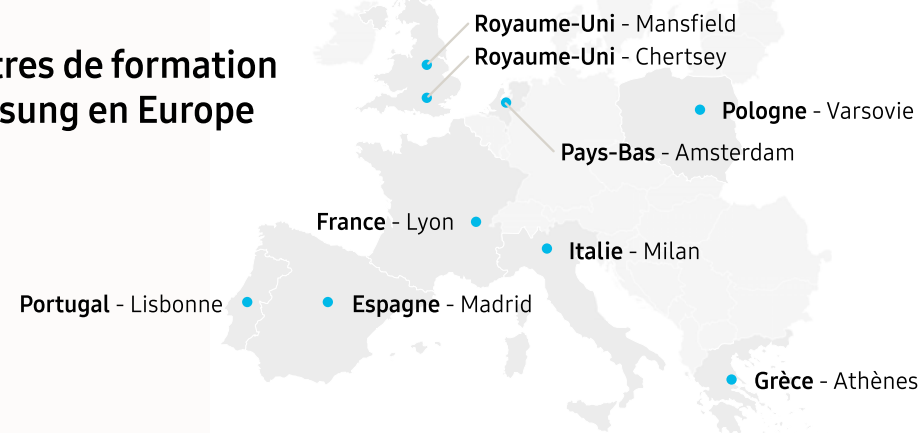 tres de formation
sung en Europe
Royaume-Uni - Mansfield
Royaume-Uni - Chertsey
Pologne - Varsovie
Pays-Bas - Amsterdam
France - Lyon
Italie - Milan
Portugal - Lisbonne
Espagne - Madrid
Grèce - Athènes